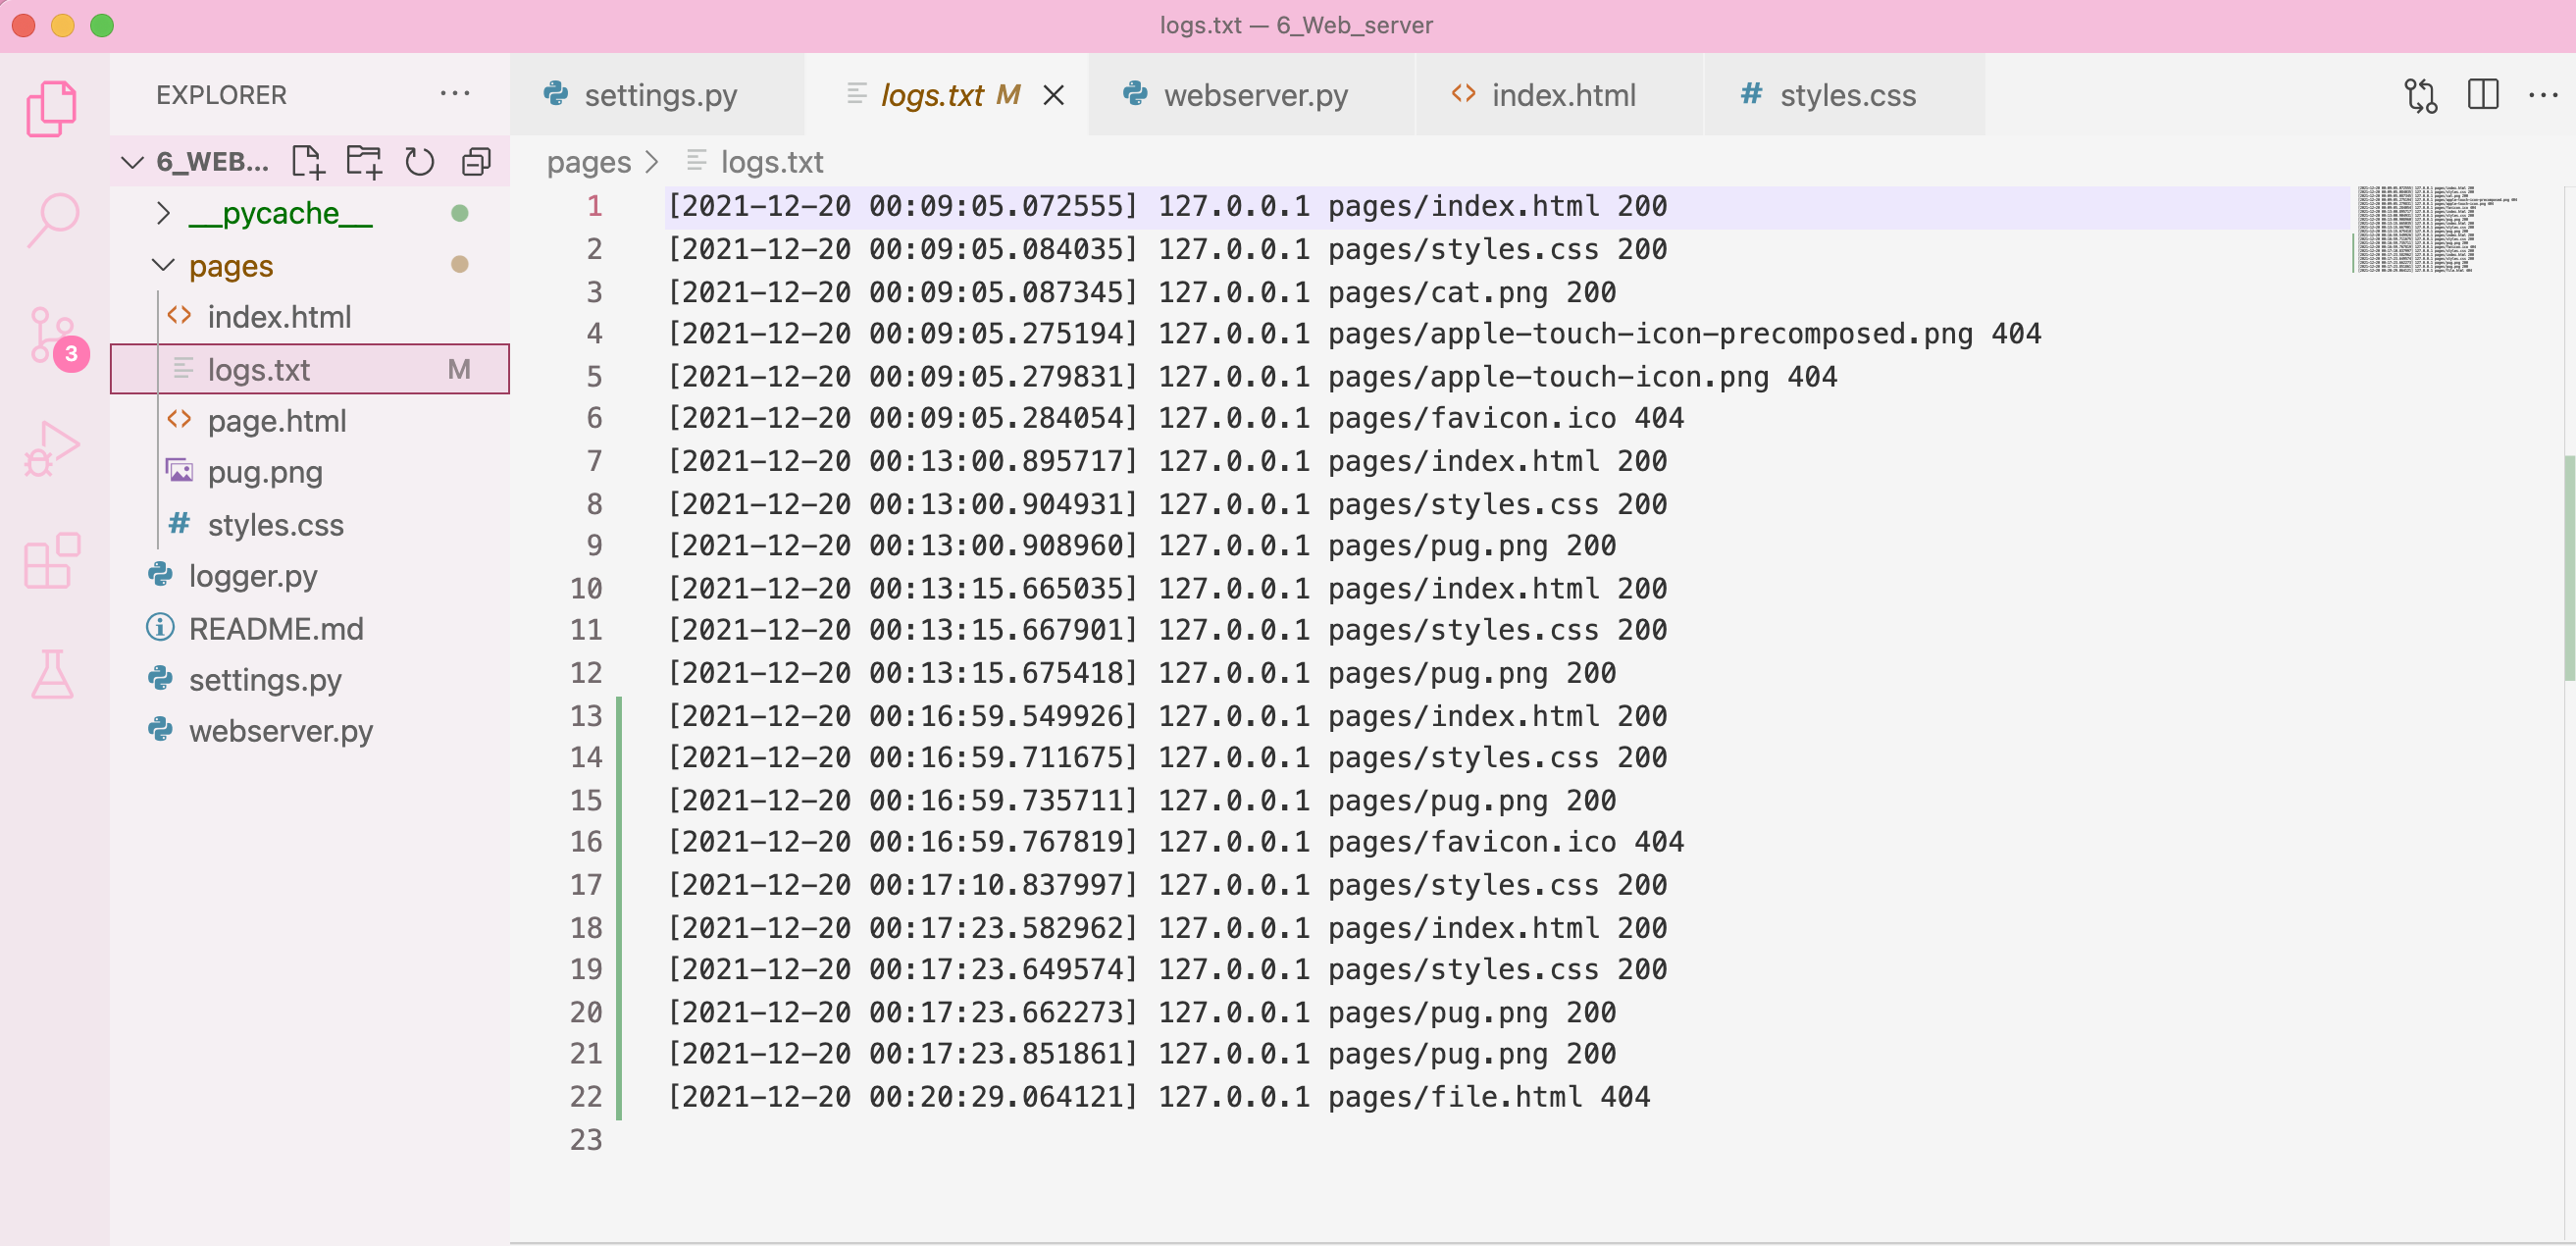 logs.txt — 6_Web_server
EXPLORER
settings.py
logs.txt M
webserver.py
index.html
styles.css
6_WEB...
__pycache__
pages
index.html
logs.txt M
page.html
pug.png
styles.css
logger.py
README.md
settings.py
webserver.py
3
pages > logs.txt
1 [2021-12-20 00:09:05.072555] 127.0.0.1 pages/index.html 200
2 [2021-12-20 00:09:05.084035] 127.0.0.1 pages/styles.css 200
3 [2021-12-20 00:09:05.087345] 127.0.0.1 pages/cat.png 200
4 [2021-12-20 00:09:05.275194] 127.0.0.1 pages/apple-touch-icon-precomposed.png 404
5 [2021-12-20 00:09:05.279831] 127.0.0.1 pages/apple-touch-icon.png 404
6 [2021-12-20 00:09:05.284054] 127.0.0.1 pages/favicon.ico 404
7 [2021-12-20 00:13:00.895717] 127.0.0.1 pages/index.html 200
8 [2021-12-20 00:13:00.904931] 127.0.0.1 pages/styles.css 200
9 [2021-12-20 00:13:00.908960] 127.0.0.1 pages/pug.png 200
10 [2021-12-20 00:13:15.665035] 127.0.0.1 pages/index.html 200
11 [2021-12-20 00:13:15.667901] 127.0.0.1 pages/styles.css 200
12 [2021-12-20 00:13:15.675418] 127.0.0.1 pages/pug.png 200
13 [2021-12-20 00:16:59.549926] 127.0.0.1 pages/index.html 200
14 [2021-12-20 00:16:59.711675] 127.0.0.1 pages/styles.css 200
15 [2021-12-20 00:16:59.735711] 127.0.0.1 pages/pug.png 200
16 [2021-12-20 00:16:59.767819] 127.0.0.1 pages/favicon.ico 404
17 [2021-12-20 00:17:10.837997] 127.0.0.1 pages/styles.css 200
18 [2021-12-20 00:17:23.582962] 127.0.0.1 pages/index.html 200
19 [2021-12-20 00:17:23.649574] 127.0.0.1 pages/styles.css 200
20 [2021-12-20 00:17:23.662273] 127.0.0.1 pages/pug.png 200
21 [2021-12-20 00:17:23.851861] 127.0.0.1 pages/pug.png 200
22 [2021-12-20 00:20:29.064121] 127.0.0.1 pages/file.html 404
23